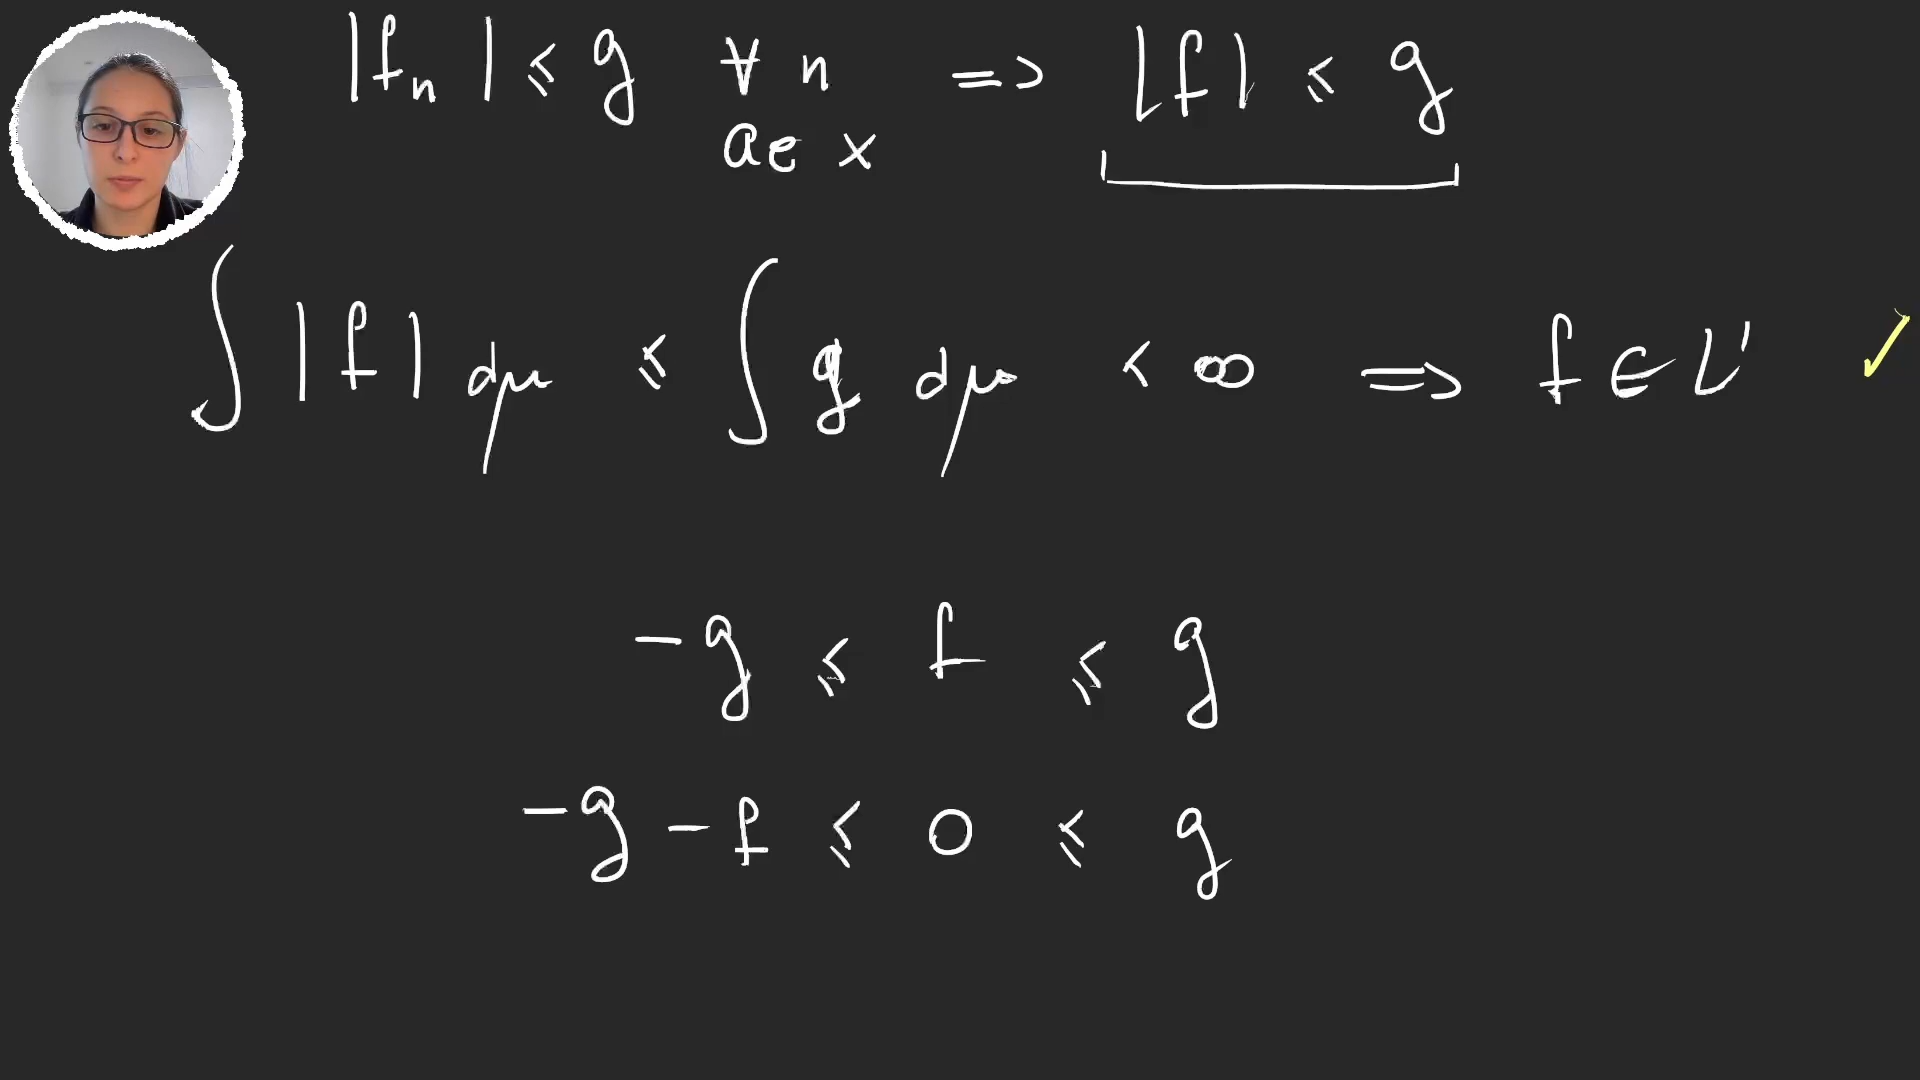 |fn| ⩽ g ∀ n => |f| ⩽ g
ae x
∫ |f| dμ ⩽ ∫ g dμ < ∞ => f ∈ L¹ ✓
-g ⩽ f ⩽ g
-g - f ⩽ 0 ⩽ g